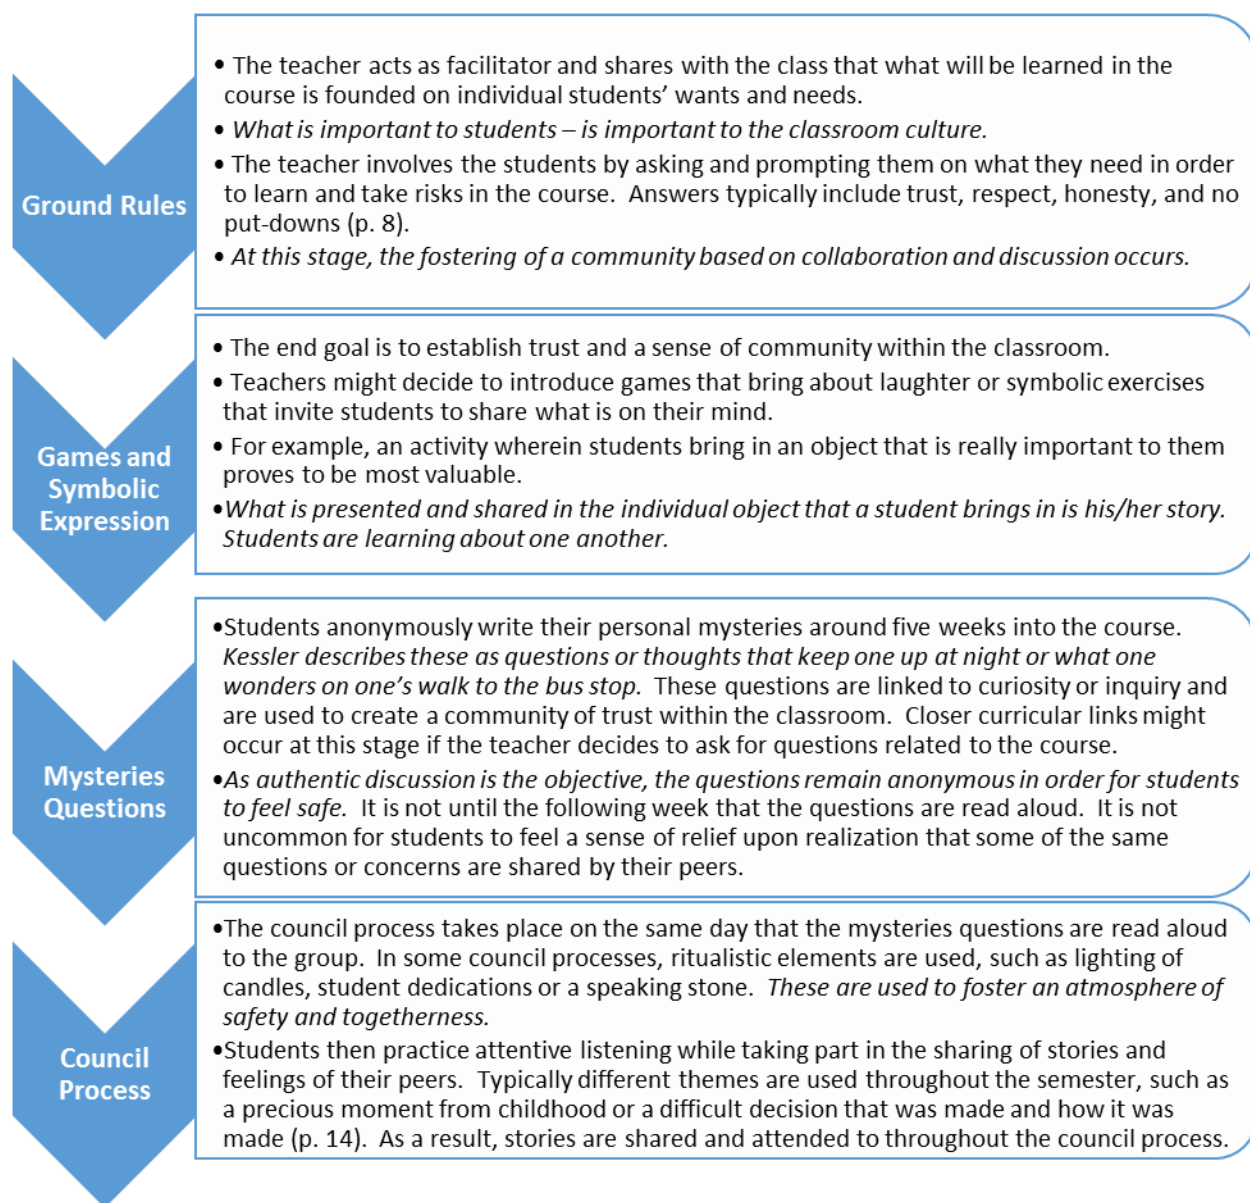 Ground Rules
• The teacher acts as facilitator and shares with the class that what will be learned in the
course is founded on individual students’ wants and needs.
• What is important to students – is important to the classroom culture.
• The teacher involves the students by asking and prompting them on what they need in order
to learn and take risks in the course.  Answers typically include trust, respect, honesty, and no
put-downs (p. 8).
• At this stage, the fostering of a community based on collaboration and discussion occurs.
Games and
Symbolic
Expression
• The end goal is to establish trust and a sense of community within the classroom.
• Teachers might decide to introduce games that bring about laughter or symbolic exercises
that invite students to share what is on their mind.
• For example, an activity wherein students bring in an object that is really important to them
proves to be most valuable.
•What is presented and shared in the individual object that a student brings in is his/her story.
Students are learning about one another.
Mysteries
Questions
•Students anonymously write their personal mysteries around five weeks into the course.
Kessler describes these as questions or thoughts that keep one up at night or what one
wonders on one’s walk to the bus stop.  These questions are linked to curiosity or inquiry and
are used to create a community of trust within the classroom.  Closer curricular links might
occur at this stage if the teacher decides to ask for questions related to the course.
•As authentic discussion is the objective, the questions remain anonymous in order for students
to feel safe.  It is not until the following week that the questions are read aloud.  It is not
uncommon for students to feel a sense of relief upon realization that some of the same
questions or concerns are shared by their peers.
Council
Process
•The council process takes place on the same day that the mysteries questions are read aloud
to the group.  In some council processes, ritualistic elements are used, such as lighting of
candles, student dedications or a speaking stone.  These are used to foster an atmosphere of
safety and togetherness.
•Students then practice attentive listening while taking part in the sharing of stories and
feelings of their peers.  Typically different themes are used throughout the semester, such as
a precious moment from childhood or a difficult decision that was made and how it was
made (p. 14).  As a result, stories are shared and attended to throughout the council process.